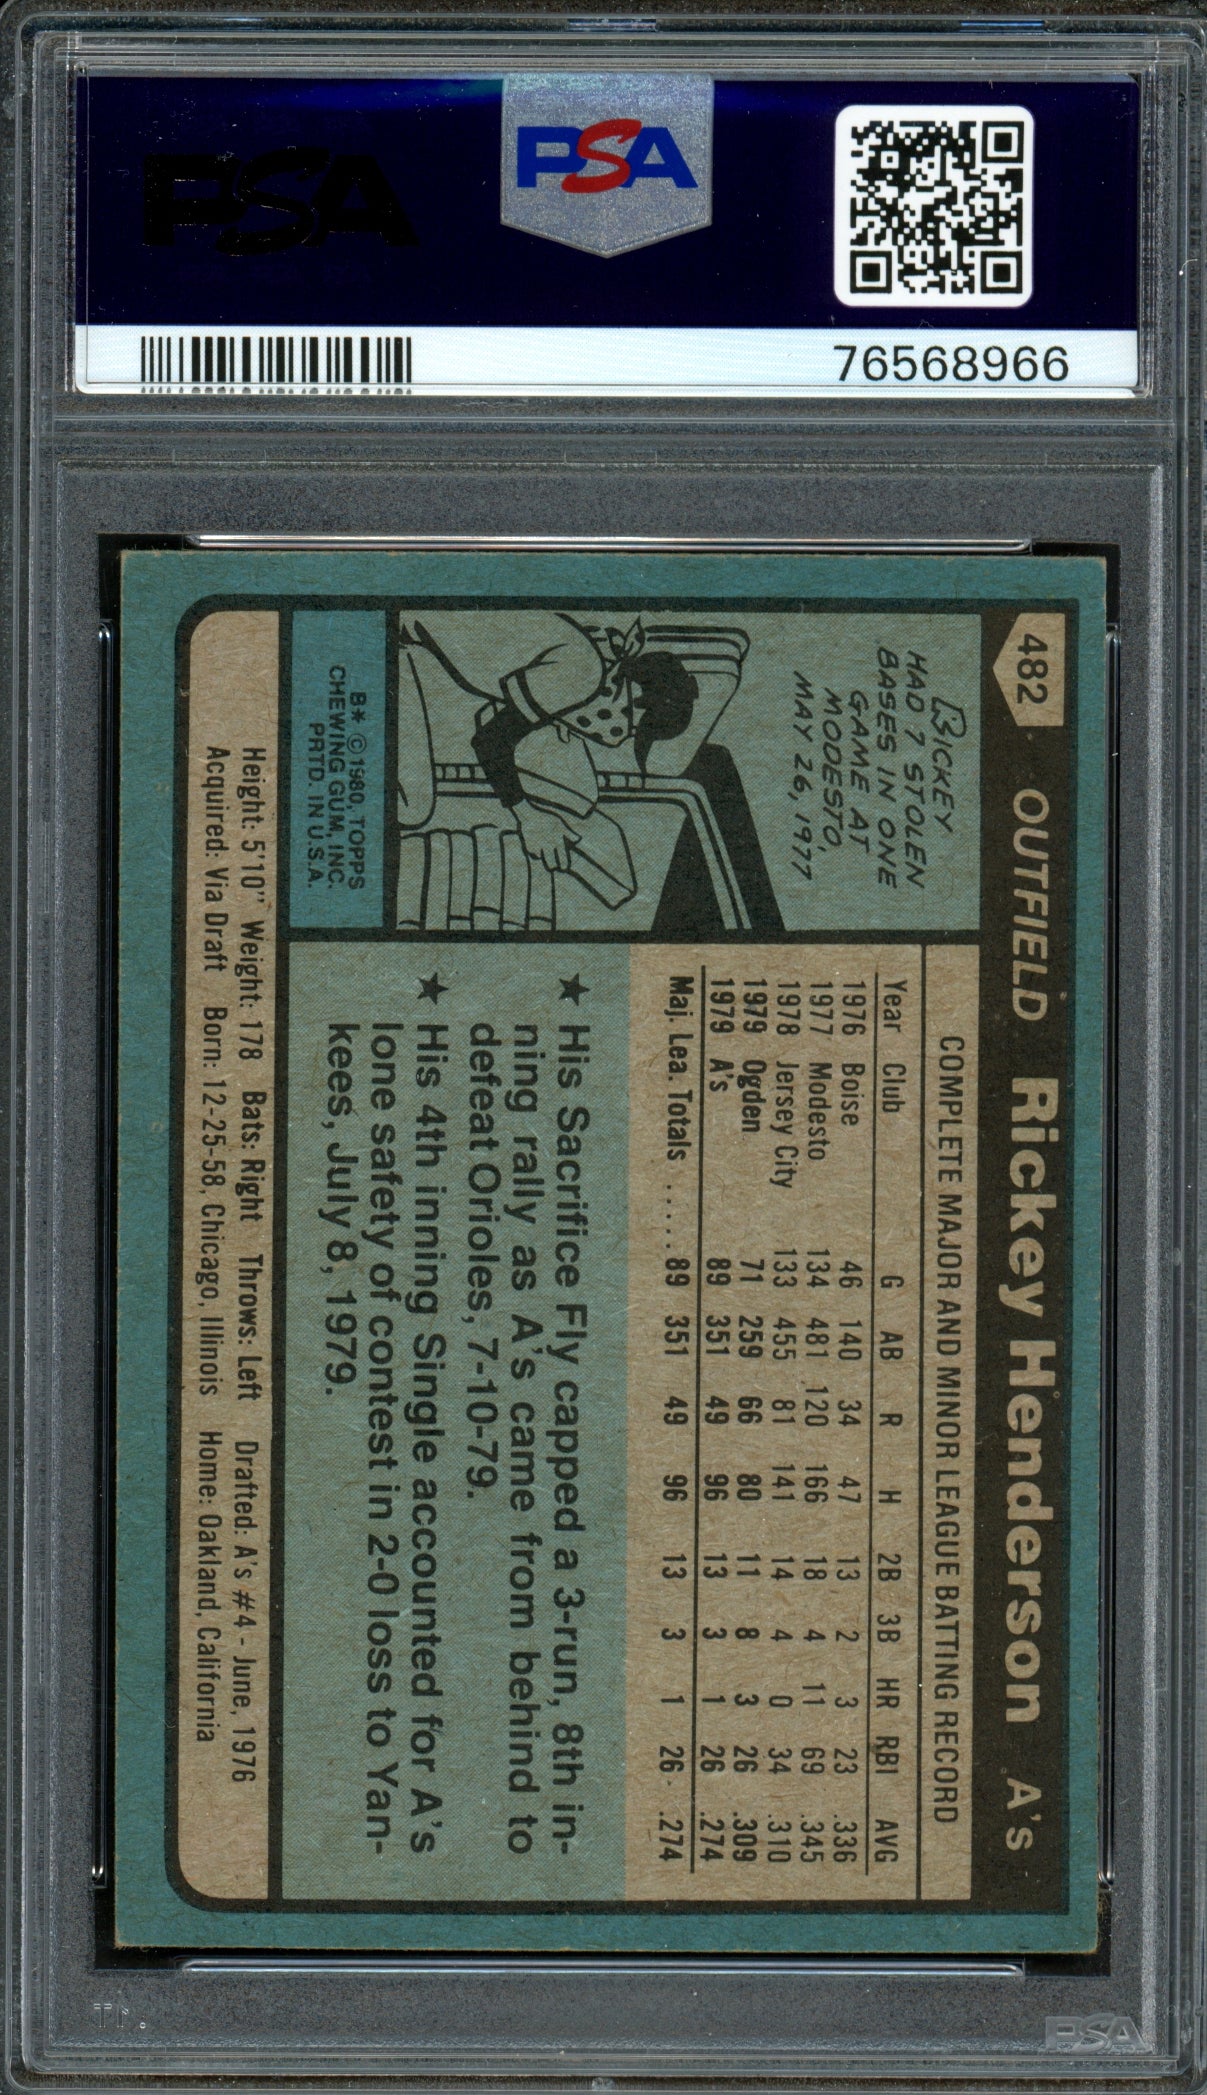 PSA
PSA
76568966
482
OUTFIELD Rickey Henderson A's
RICKEY
HAD 7 STOLEN
BASES IN ONE
GAME AT
MODESTO,
MAY 26, 1977
B* © 1980, TOPPS
CHEWING GUM, INC.
PRTD. IN U.S.A.
COMPLETE MAJOR AND MINOR LEAGUE BATTING RECORD
Year Club G AB R H 2B 3B HR RBI AVG
1976 Boise 46 140 34 47 13 2 3 23 .336
1977 Modesto 134 481 120 166 18 4 11 69 .345
1978 Jersey City 133 455 81 141 14 4 0 34 .310
1979 Ogden 71 259 66 80 11 8 3 26 .309
1979 A's 89 351 49 96 13 3 1 26 .274
Maj. Lea. Totals ..... 89 351 49 96 13 3 1 26 .274
★ His Sacrifice Fly capped a 3-run, 8th in-
ning rally as A's came from behind to
defeat Orioles, 7-10-79.
★ His 4th inning Single accounted for A's
lone safety of contest in 2-0 loss to Yan-
kees, July 8, 1979.
Height: 5'10" Weight: 178 Bats: Right Throws: Left Drafted: A's #4 - June, 1976
Acquired: Via Draft Born: 12-25-58, Chicago, Illinois Home: Oakland, California
PSA